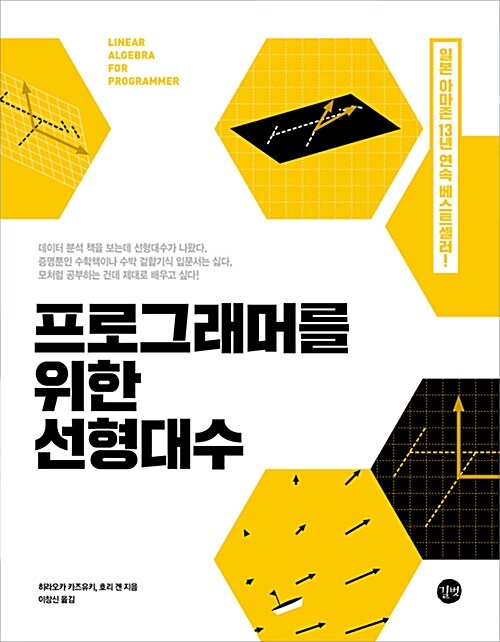 LINEAR
ALGEBRA
FOR
PROGRAMMER
일본 아마존 13년 연속 베스트셀러!
데이터 분석 책을 보는데 선형대수가 나왔다.
증명뿐인 수학책이나 수박 겉핥기식 입문서는 싫다.
모처럼 공부하는 건데 제대로 배우고 싶다!
프로그래머를
위한
선형대수
히라오카 카즈유키, 호리 겐 지음
이창신 옮김
길벗